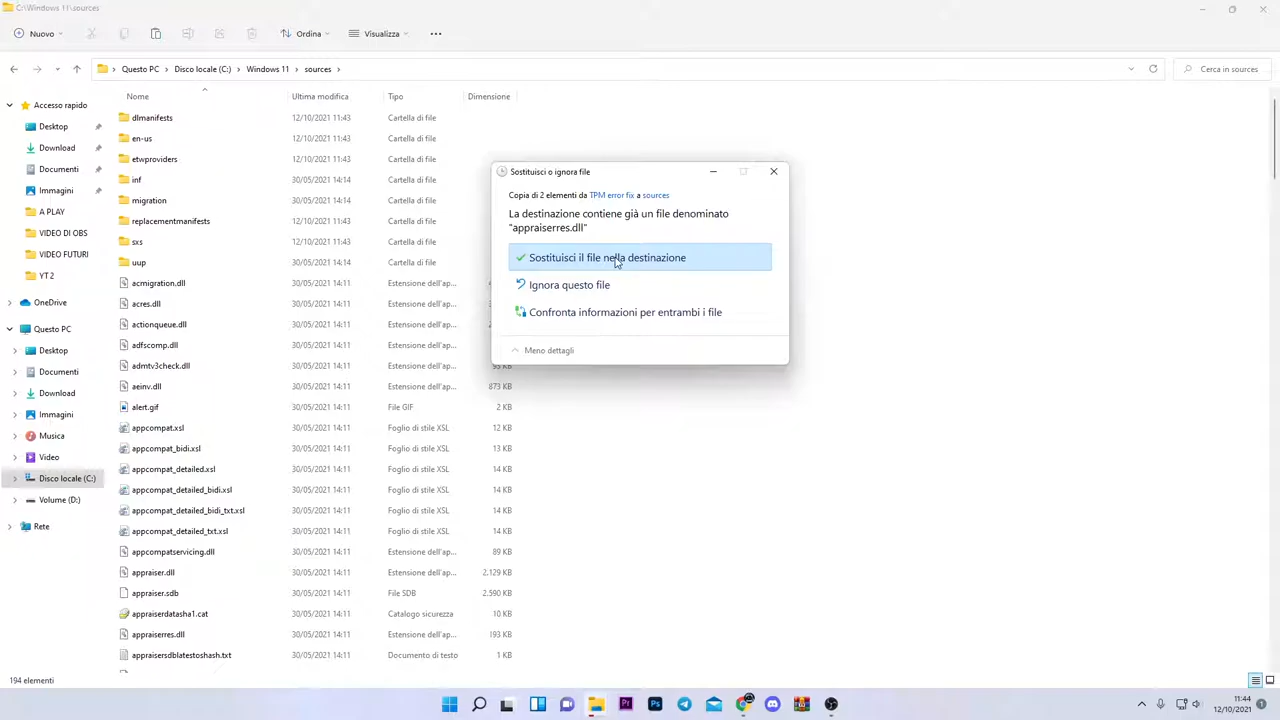 C:\Windows 11\sources
Nuovo
Ordina
Visualizza
Questo PC > Disco locale (C:) > Windows 11 > sources >
Cerca in sources
Nome Ultima modifica Tipo Dimensione
Accesso rapido
Desktop
Download
Documenti
Immagini
A PLAY
VIDEO DI OBS
VIDEO FUTURI
YT 2
OneDrive
Questo PC
Desktop
Documenti
Download
Immagini
Musica
Video
Disco locale (C:)
Volume (D:)
Rete
dlmanifests 12/10/2021 11:43 Cartella di file
en-us 12/10/2021 11:43 Cartella di file
etwproviders 12/10/2021 11:43 Cartella di file
inf 30/05/2021 14:14 Cartella di file
migration 30/05/2021 14:14 Cartella di file
replacementmanifests 12/10/2021 11:43 Cartella di file
sxs 12/10/2021 11:43 Cartella di file
uup 30/05/2021 14:14 Cartella di file
acmigration.dll 30/05/2021 14:11 Estensione dell'ap...
acres.dll 30/05/2021 14:11 Estensione dell'ap...
actionqueue.dll 30/05/2021 14:11 Estensione dell'ap...
adfscomp.dll 30/05/2021 14:11 Estensione dell'ap...
admtv3check.dll 30/05/2021 14:11 Estensione dell'ap...
aeinv.dll 30/05/2021 14:11 Estensione dell'ap... 873 KB
alert.gif 30/05/2021 14:11 File GIF 2 KB
appcompat.xsl 30/05/2021 14:11 Foglio di stile XSL 12 KB
appcompat_bidi.xsl 30/05/2021 14:11 Foglio di stile XSL 13 KB
appcompat_detailed.xsl 30/05/2021 14:11 Foglio di stile XSL 14 KB
appcompat_detailed_bidi.xsl 30/05/2021 14:11 Foglio di stile XSL 14 KB
appcompat_detailed_bidi_txt.xsl 30/05/2021 14:11 Foglio di stile XSL 14 KB
appcompat_detailed_txt.xsl 30/05/2021 14:11 Foglio di stile XSL 14 KB
appcompatservicing.dll 30/05/2021 14:11 Estensione dell'ap... 89 KB
appraiser.dll 30/05/2021 14:11 Estensione dell'ap... 2.129 KB
appraiser.sdb 30/05/2021 14:11 File SDB 2.590 KB
appraiserdatasha1.cat 30/05/2021 14:11 Catalogo sicurezza 10 KB
appraiserres.dll 30/05/2021 14:11 Estensione dell'ap... 193 KB
appraisersdblatestoshash.txt 30/05/2021 14:11 Documento di testo 1 KB
Sostituisci o ignora file
Copia di 2 elementi da TPM error fix a sources
La destinazione contiene già un file denominato
"appraiserres.dll"
Sostituisci il file nella destinazione
Ignora questo file
Confronta informazioni per entrambi i file
Meno dettagli
194 elementi
11:44
12/10/2021